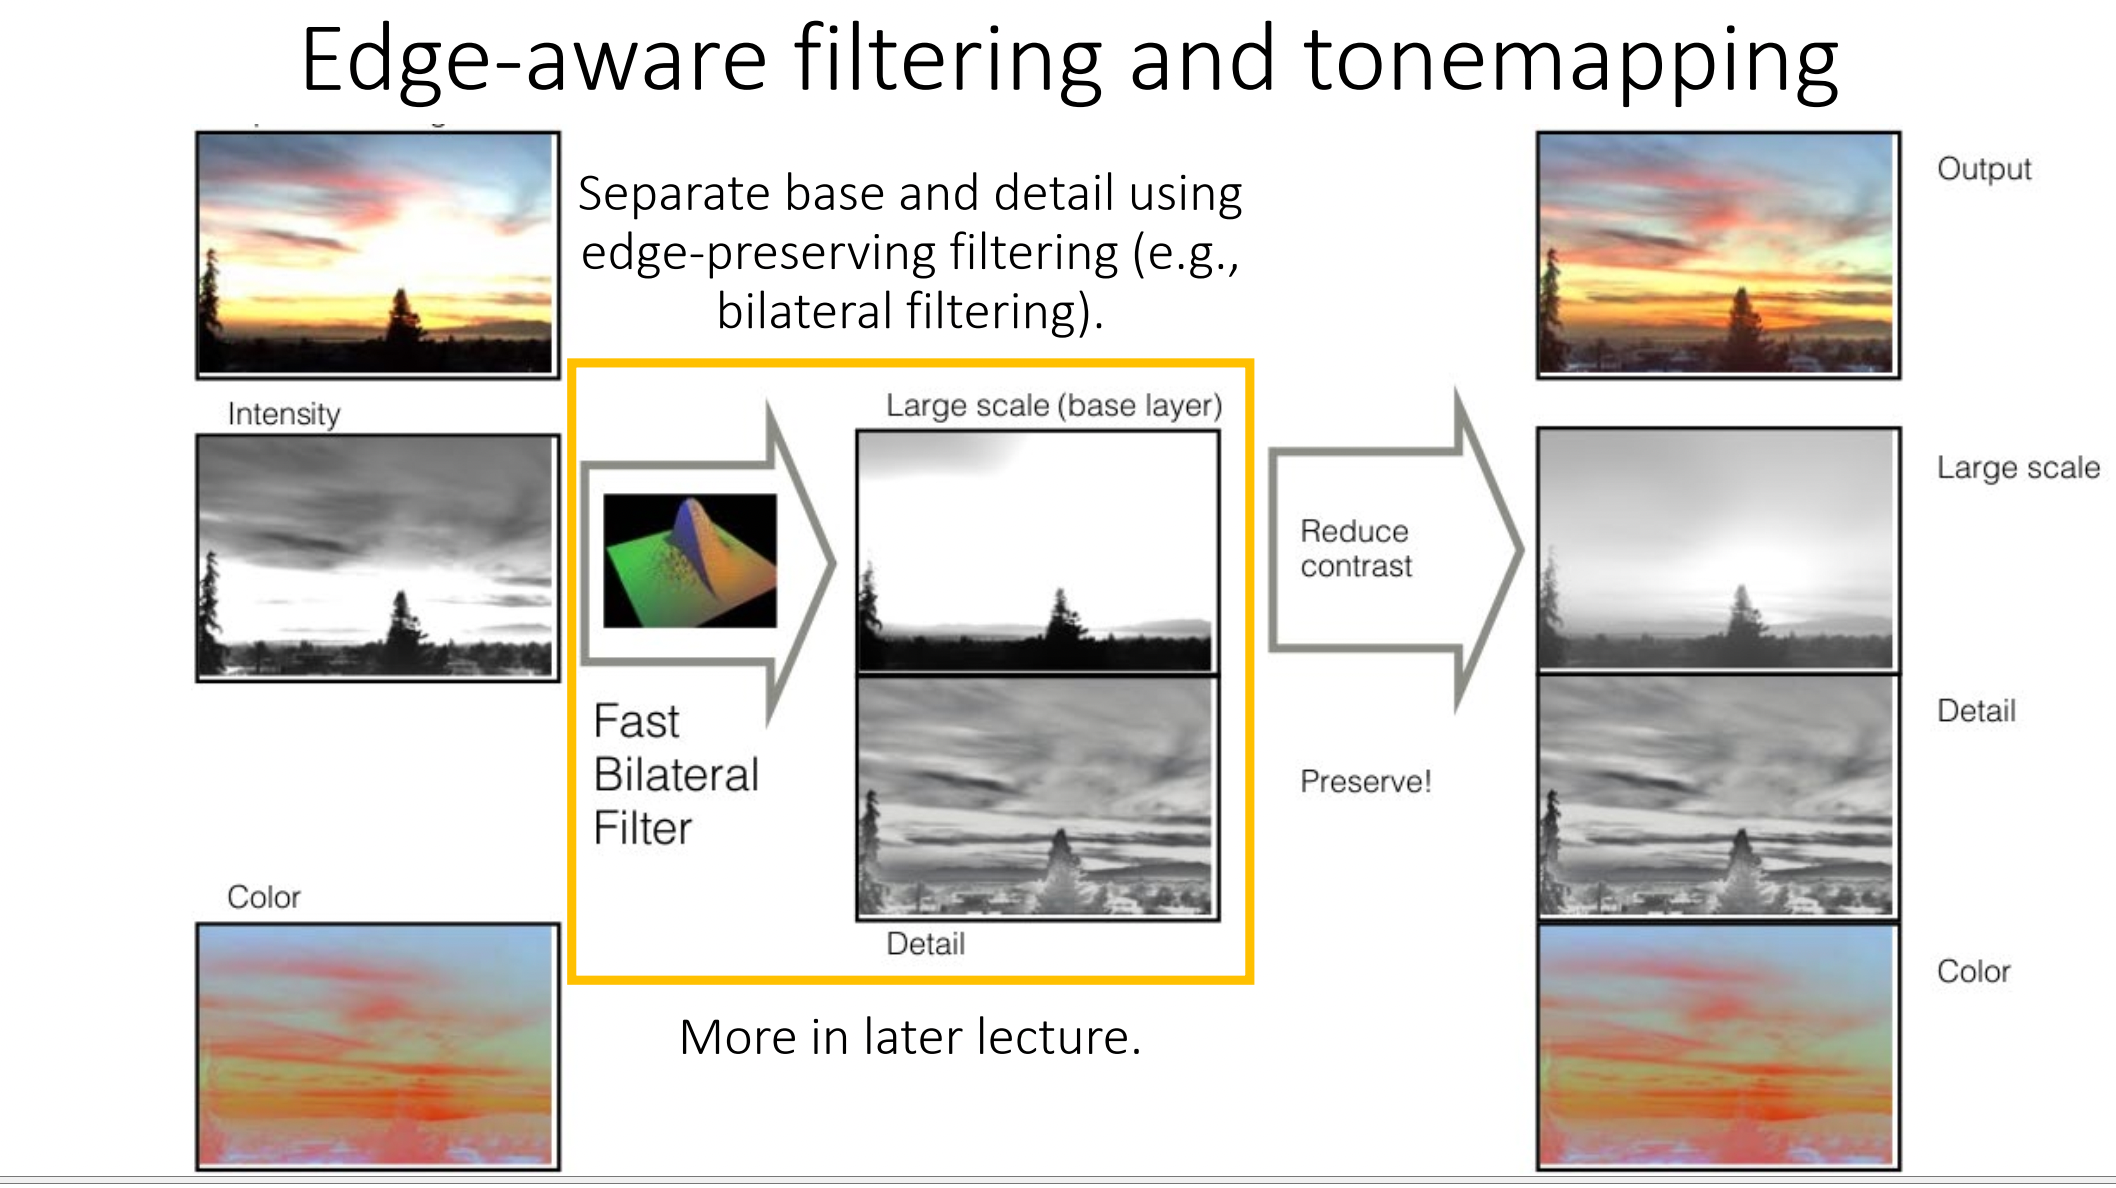 Edge-aware filtering and tonemapping
Separate base and detail using
edge-preserving filtering (e.g.,
bilateral filtering).
Output
Intensity
Large scale (base layer)
Large scale
Reduce
contrast
Fast
Bilateral
Filter
Detail
Preserve!
Color
Detail
Color
More in later lecture.